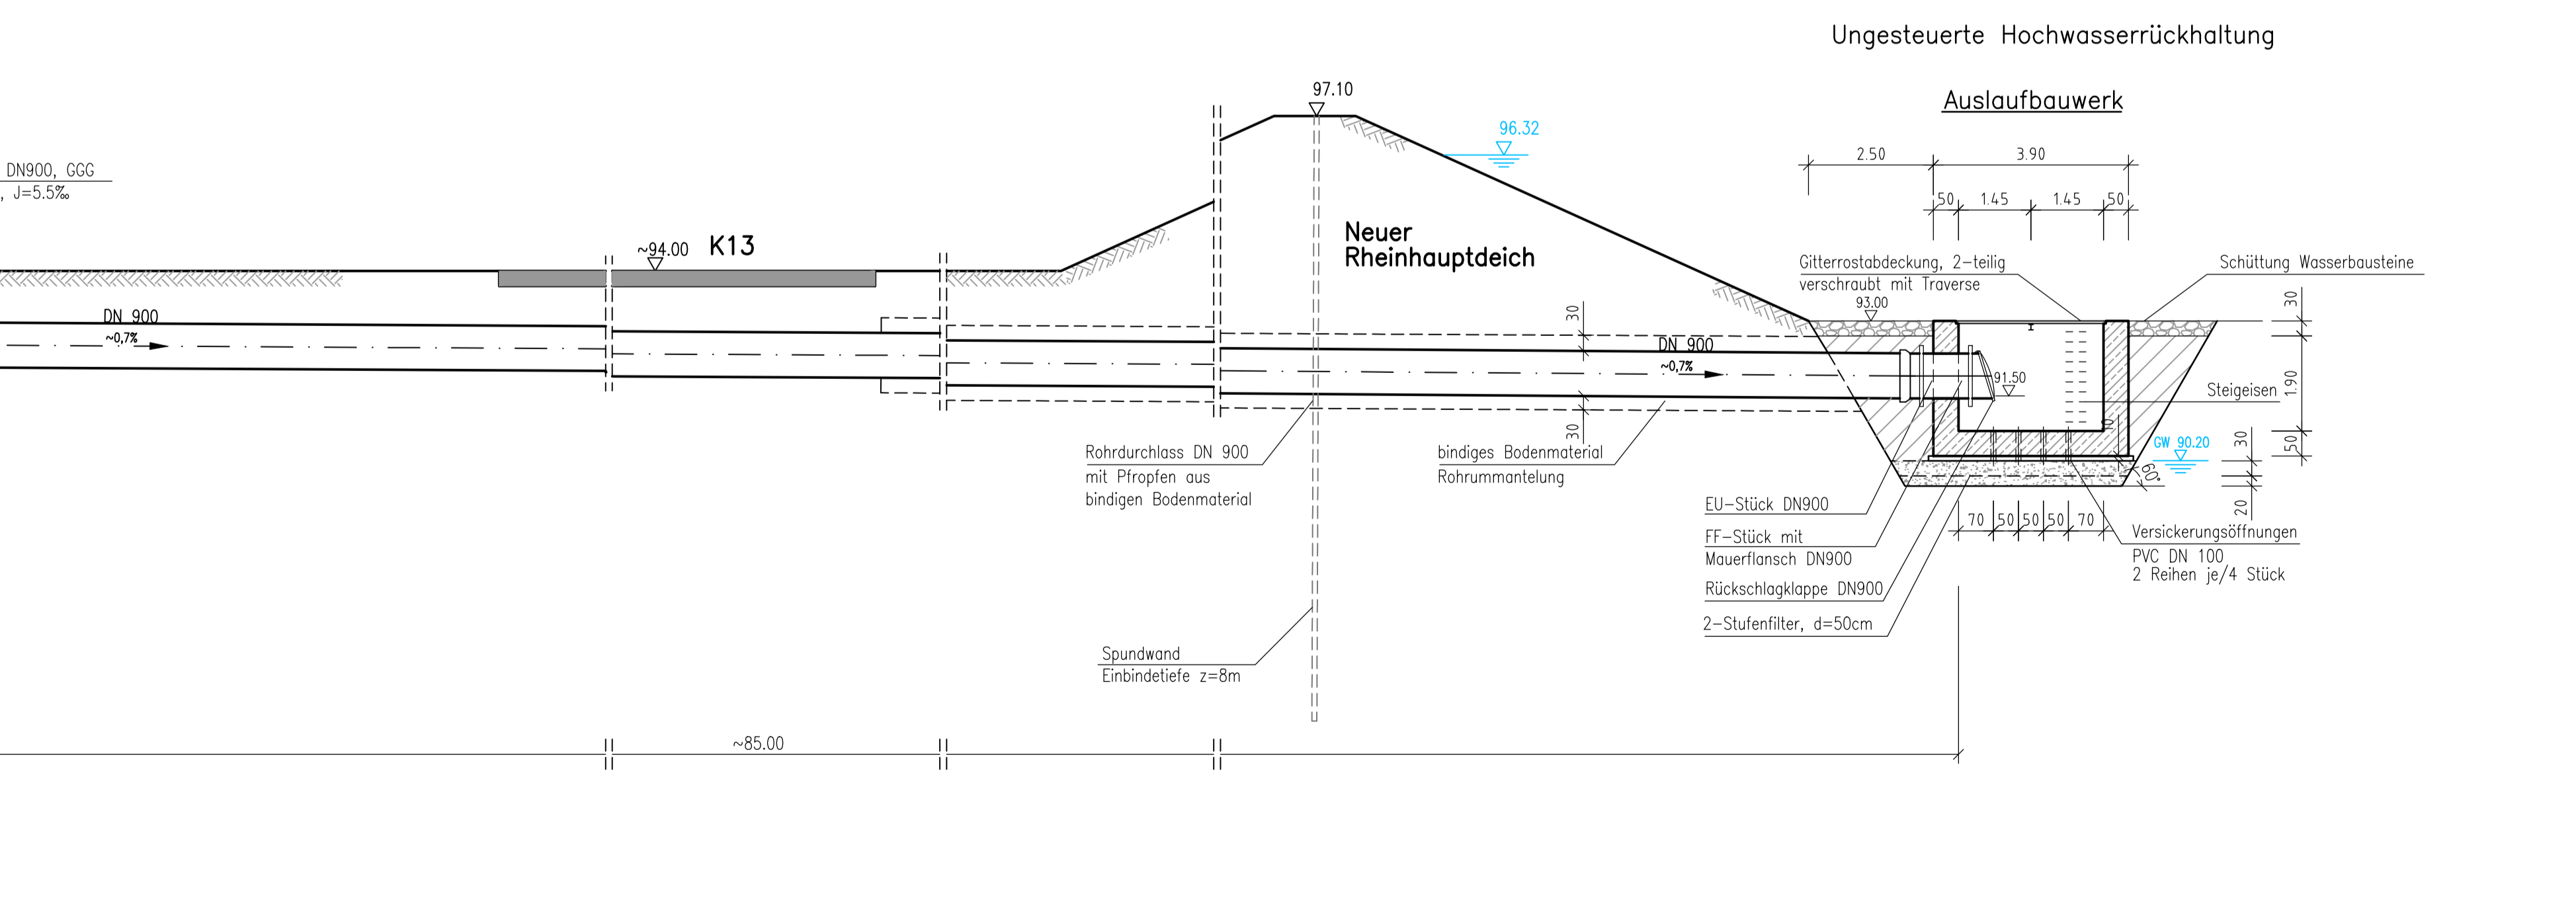 Ungesteuerte Hochwasserrückhaltung
Auslaufbauwerk
97.10
96.32
2.50
3.90
50
1.45
1.45
50
DN900, GGG
, J=5.5‰
~94.00
K13
Neuer
Rheinhauptdeich
Gitterrostabdeckung, 2-teilig
verschraubt mit Traverse
93.00
Schüttung Wasserbausteine
DN 900
~0,7%
30
DN 900
~0,7%
30
91.50
Steigeisen
1.90
10
30
Rohrdurchlass DN 900
mit Pfropfen aus
bindigen Bodenmaterial
bindiges Bodenmaterial
Rohrummantelung
GW 90.20
30
50
60°
20
EU-Stück DN900
FF-Stück mit
Mauerflansch DN900
Rückschlagklappe DN900
2-Stufenfilter, d=50cm
70
50
50
50
70
Versickerungsöffnungen
PVC DN 100
2 Reihen je/4 Stück
Spundwand
Einbindetiefe z=8m
~85.00